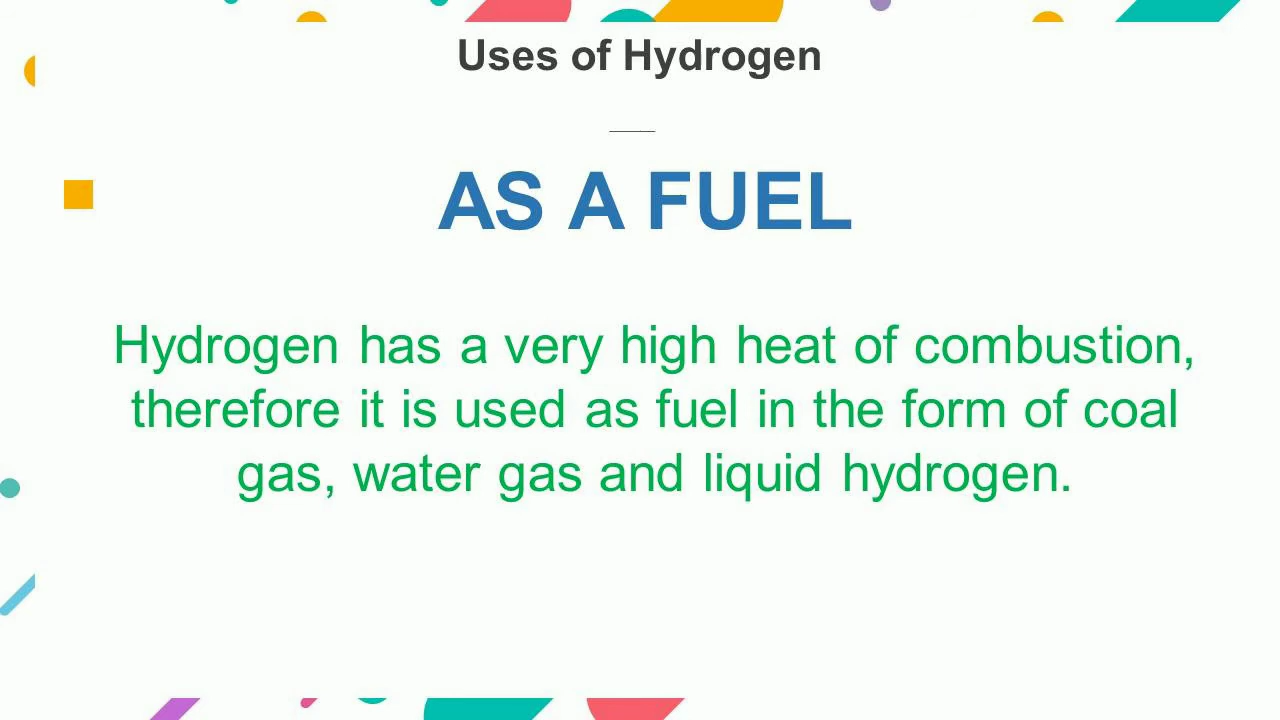 Uses of Hydrogen
AS A FUEL
Hydrogen has a very high heat of combustion,
therefore it is used as fuel in the form of coal
gas, water gas and liquid hydrogen.